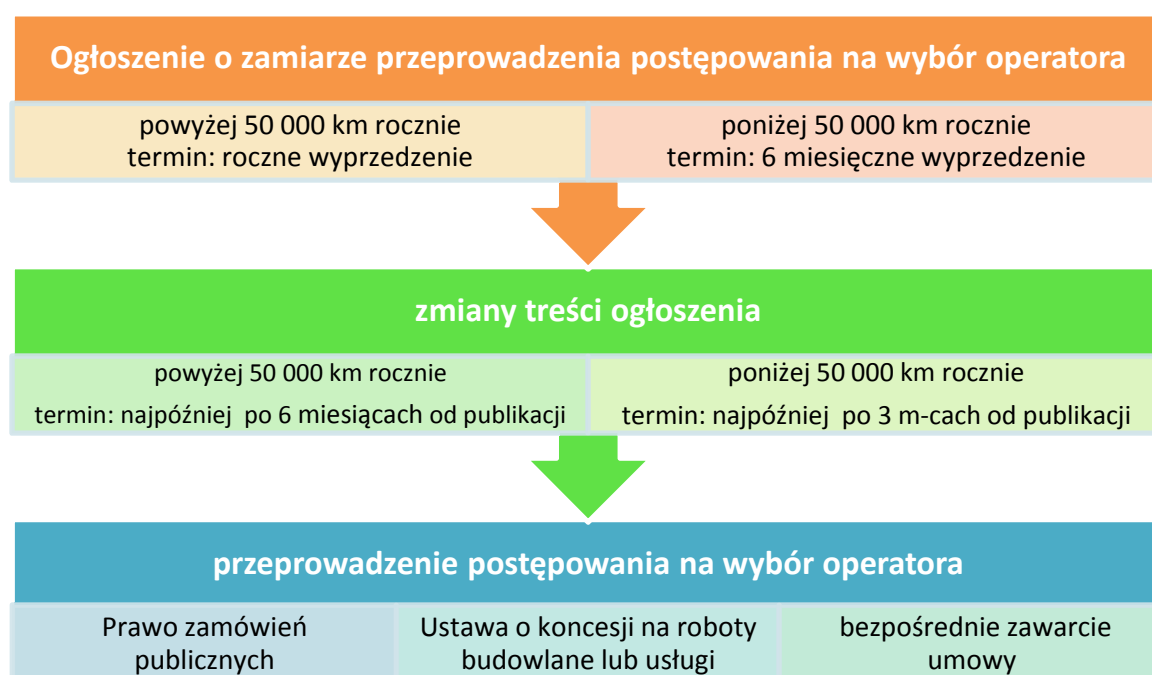 Ogłoszenie o zamiarze przeprowadzenia postępowania na wybór operatora
powyżej 50 000 km rocznie
termin: roczne wyprzedzenie
poniżej 50 000 km rocznie
termin: 6 miesięczne wyprzedzenie
zmiany treści ogłoszenia
powyżej 50 000 km rocznie
termin: najpóźniej po 6 miesiącach od publikacji
poniżej 50 000 km rocznie
termin: najpóźniej po 3 m-cach od publikacji
przeprowadzenie postępowania na wybór operatora
Prawo zamówień
publicznych
Ustawa o koncesji na roboty
budowlane lub usługi
bezpośrednie zawarcie
umowy